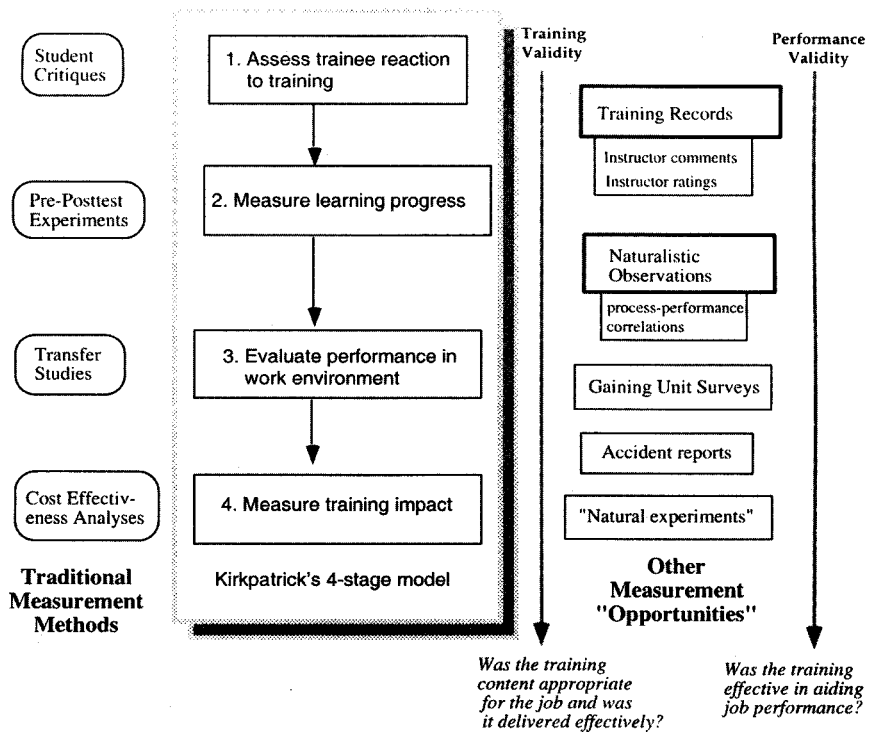 Student
Critiques
Pre-Posttest
Experiments
Transfer
Studies
Cost Effectiv-
eness Analyses
Traditional
Measurement
Methods
1. Assess trainee reaction
to training
2. Measure learning progress
3. Evaluate performance in
work environment
4. Measure training impact
Kirkpatrick's 4-stage model
Training
Validity
Was the training
content appropriate
for the job and was
it delivered effectively?
Training Records
Instructor comments
Instructor ratings
Naturalistic
Observations
process-performance
correlations
Gaining Unit Surveys
Accident reports
"Natural experiments"
Other
Measurement
"Opportunities"
Performance
Validity
Was the training
effective in aiding
job performance?